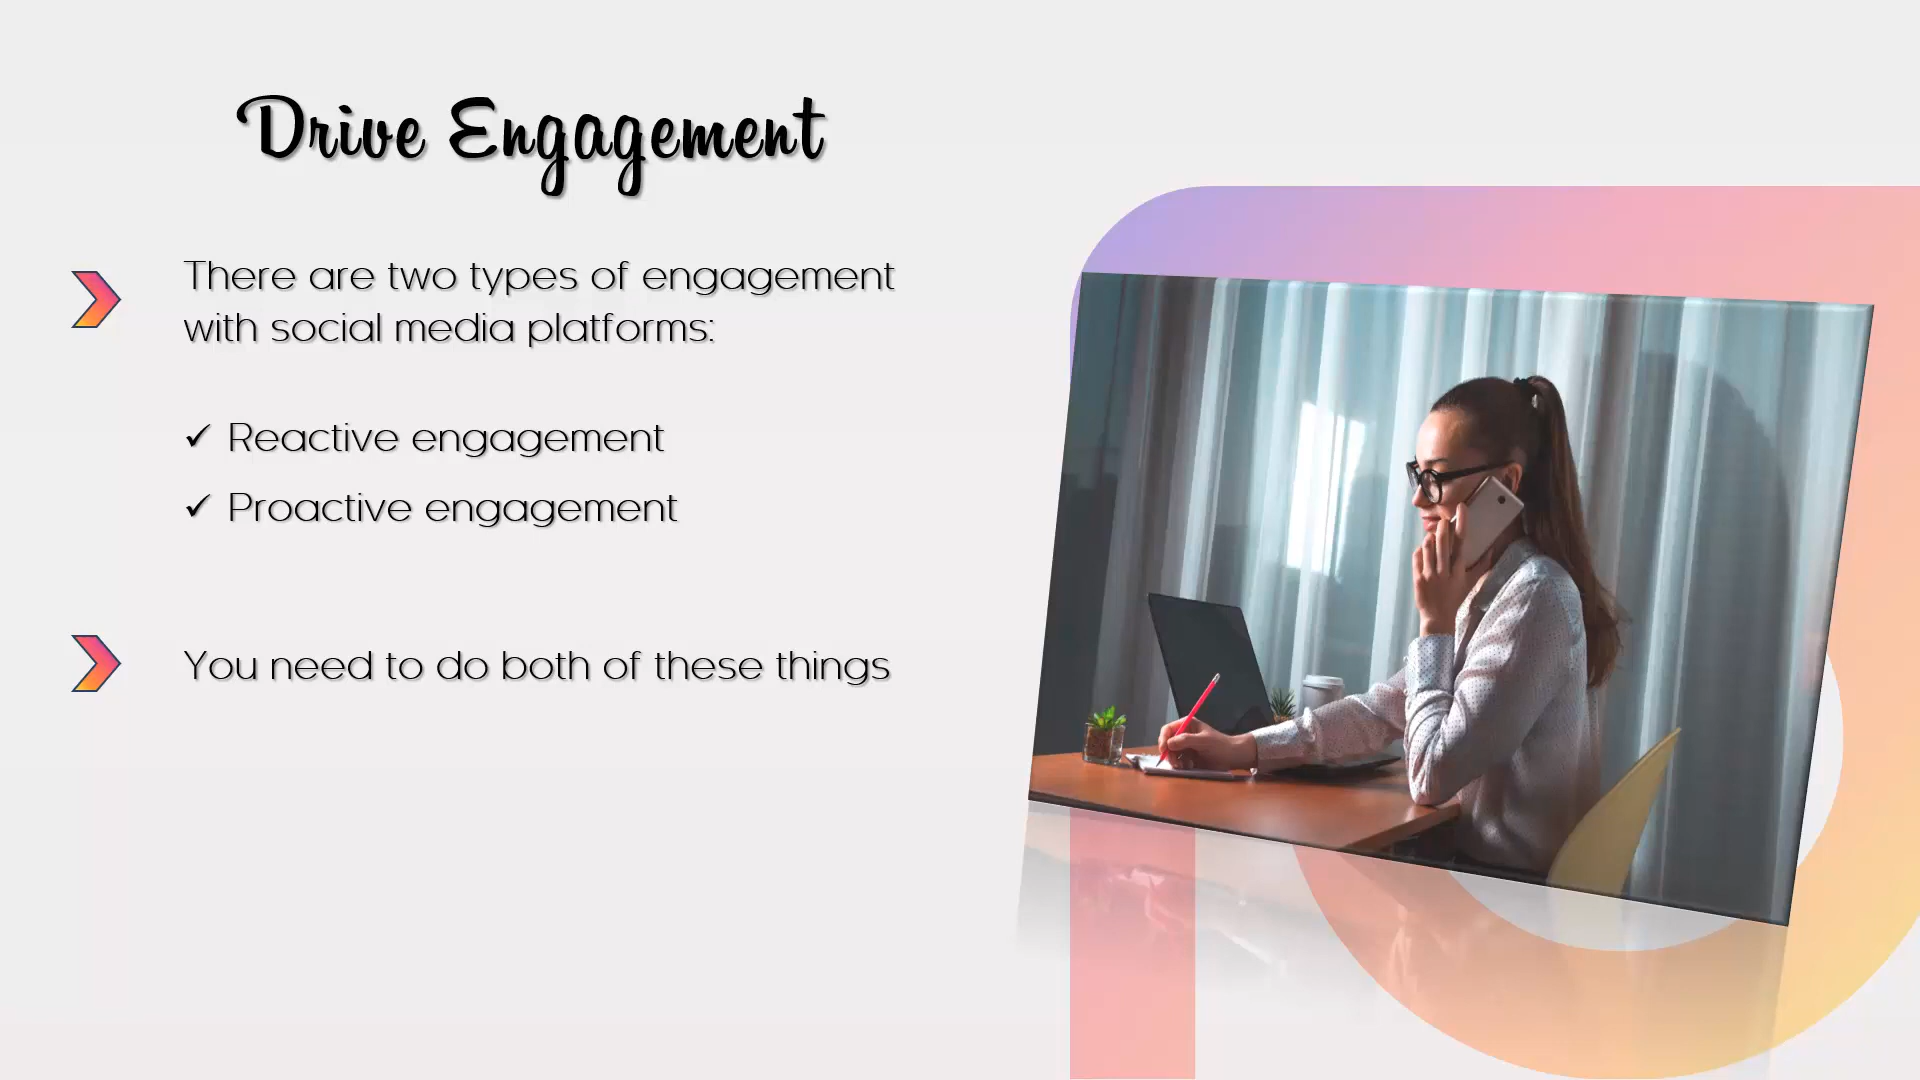 Drive Engagement
There are two types of engagement
with social media platforms:
✓ Reactive engagement
✓ Proactive engagement
You need to do both of these things